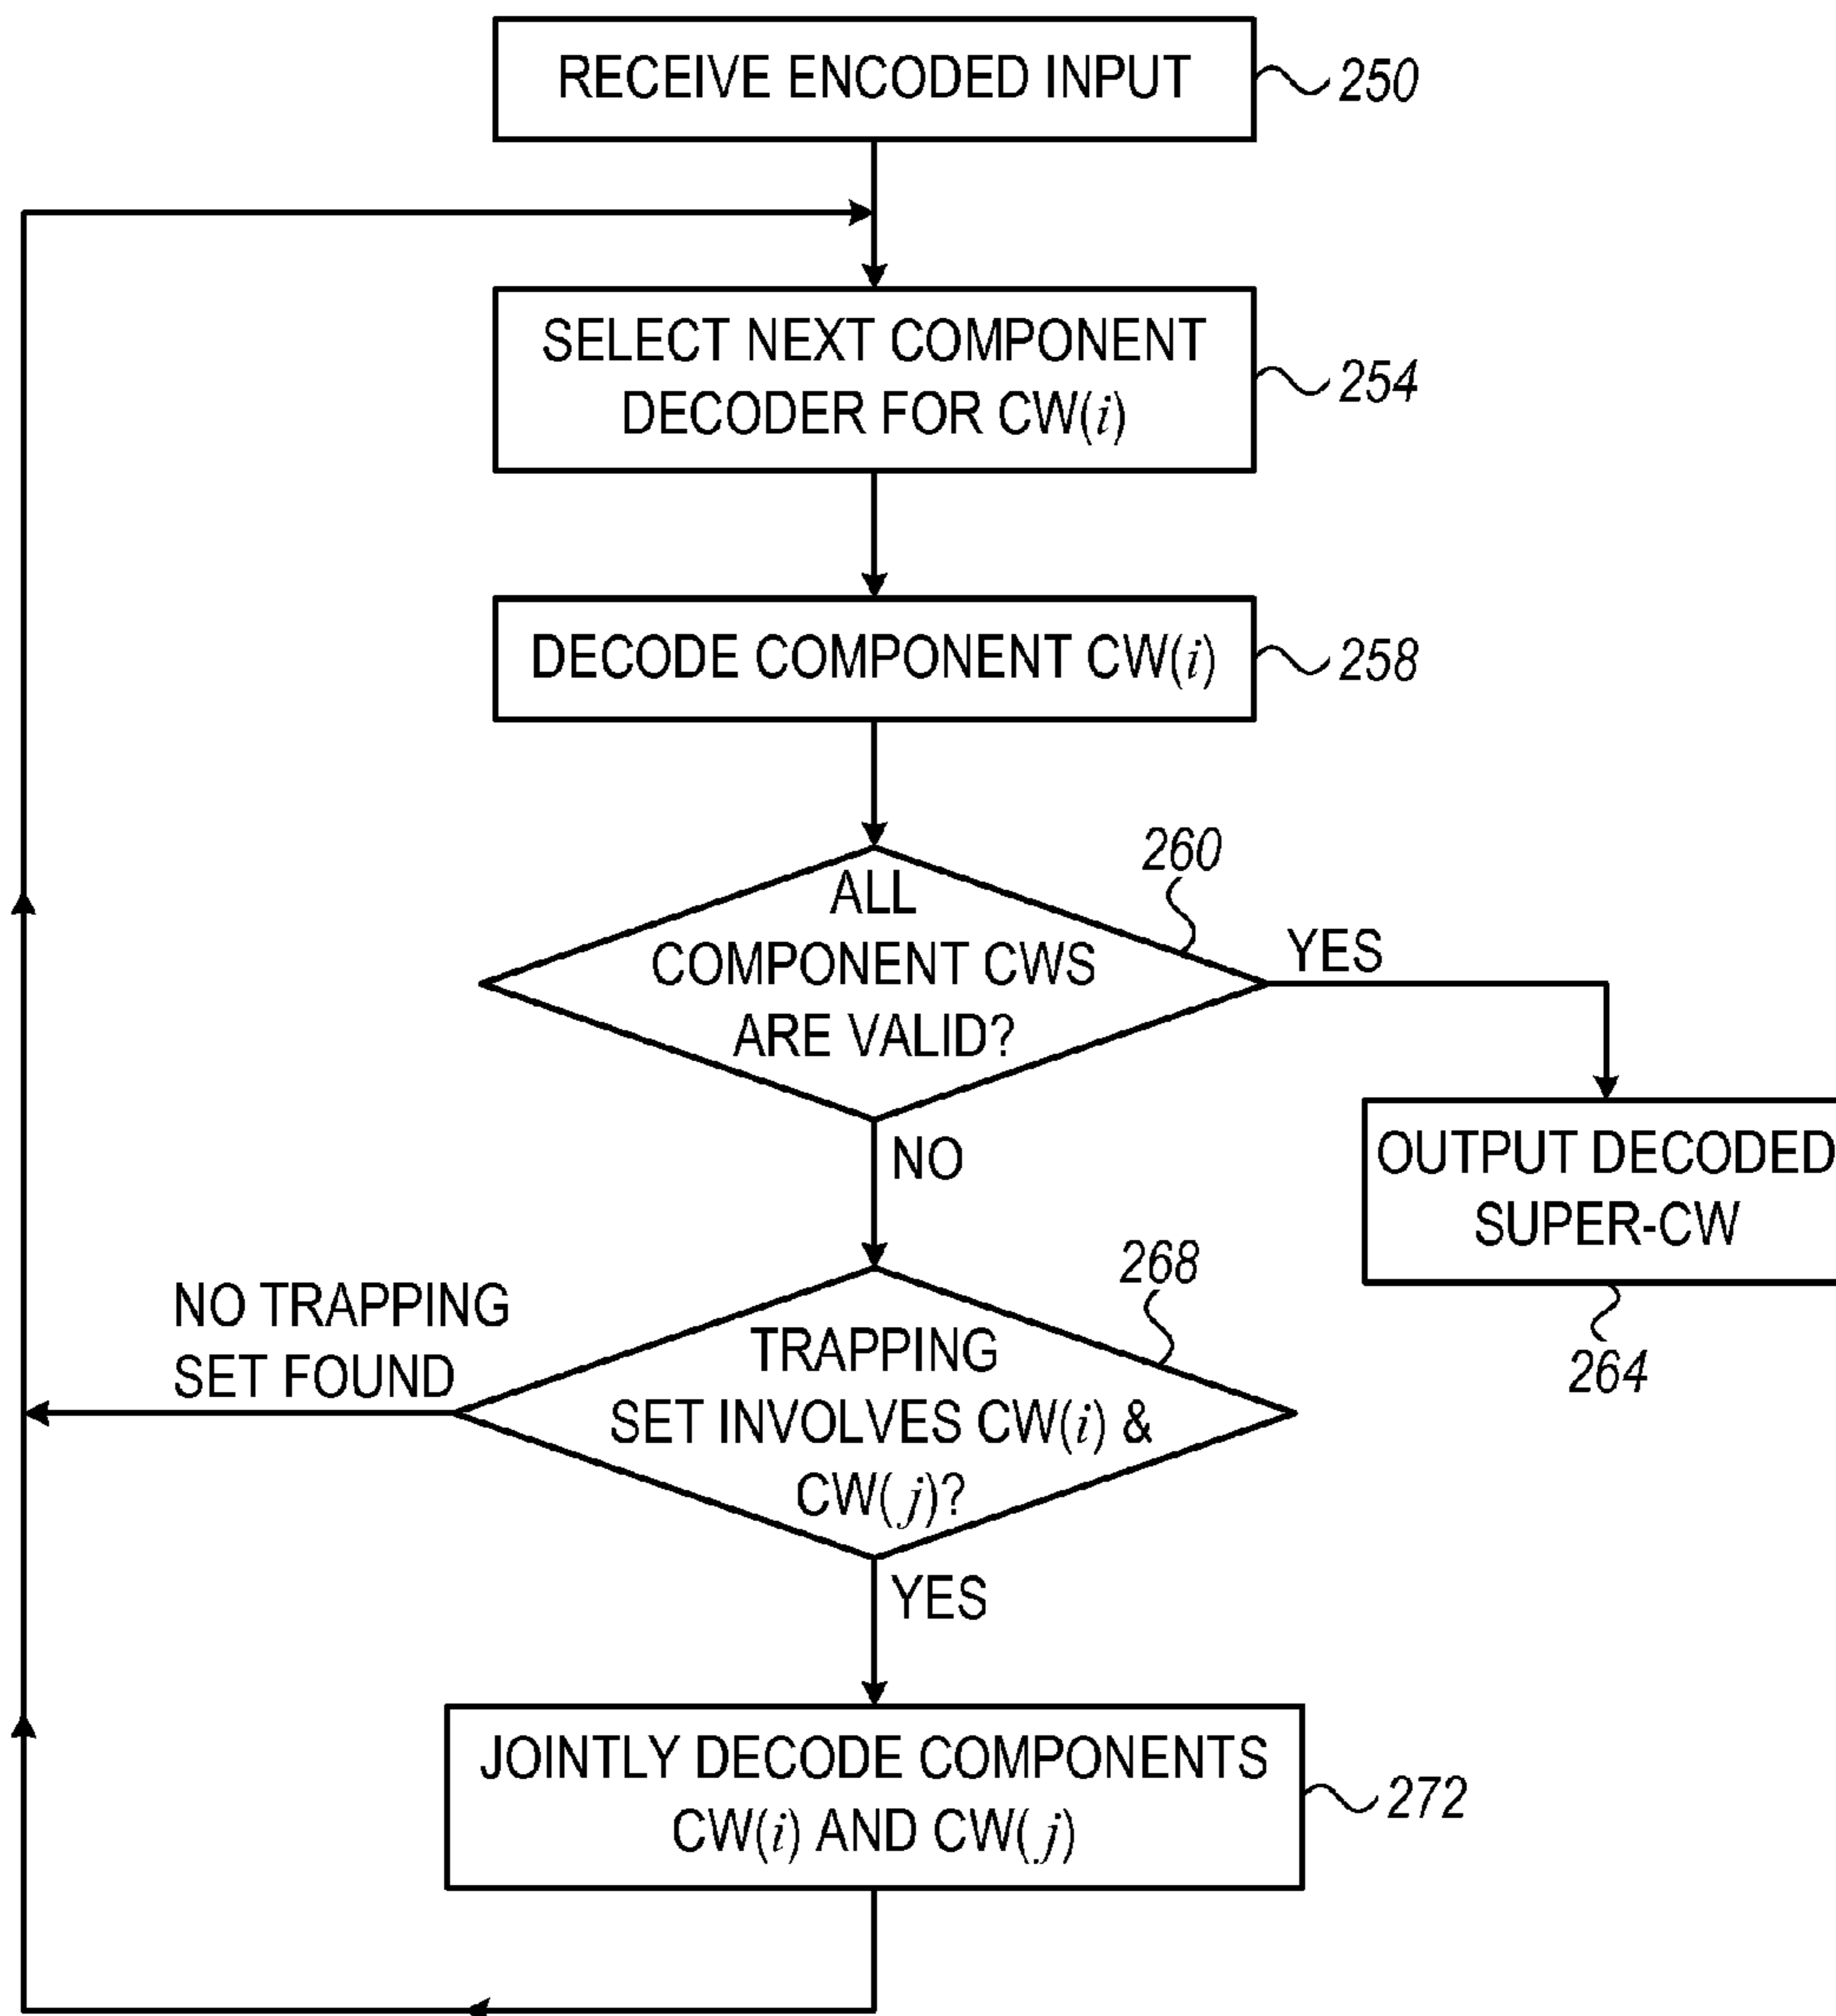 RECEIVE ENCODED INPUT
250
SELECT NEXT COMPONENT
DECODER FOR CW(i)
254
DECODE COMPONENT CW(i)
258
260
ALL
COMPONENT CWS
ARE VALID?
YES
NO
OUTPUT DECODED
SUPER-CW
264
268
NO TRAPPING
SET FOUND
TRAPPING
SET INVOLVES CW(i) &
CW(j)?
YES
JOINTLY DECODE COMPONENTS
CW(i) AND CW(j)
272